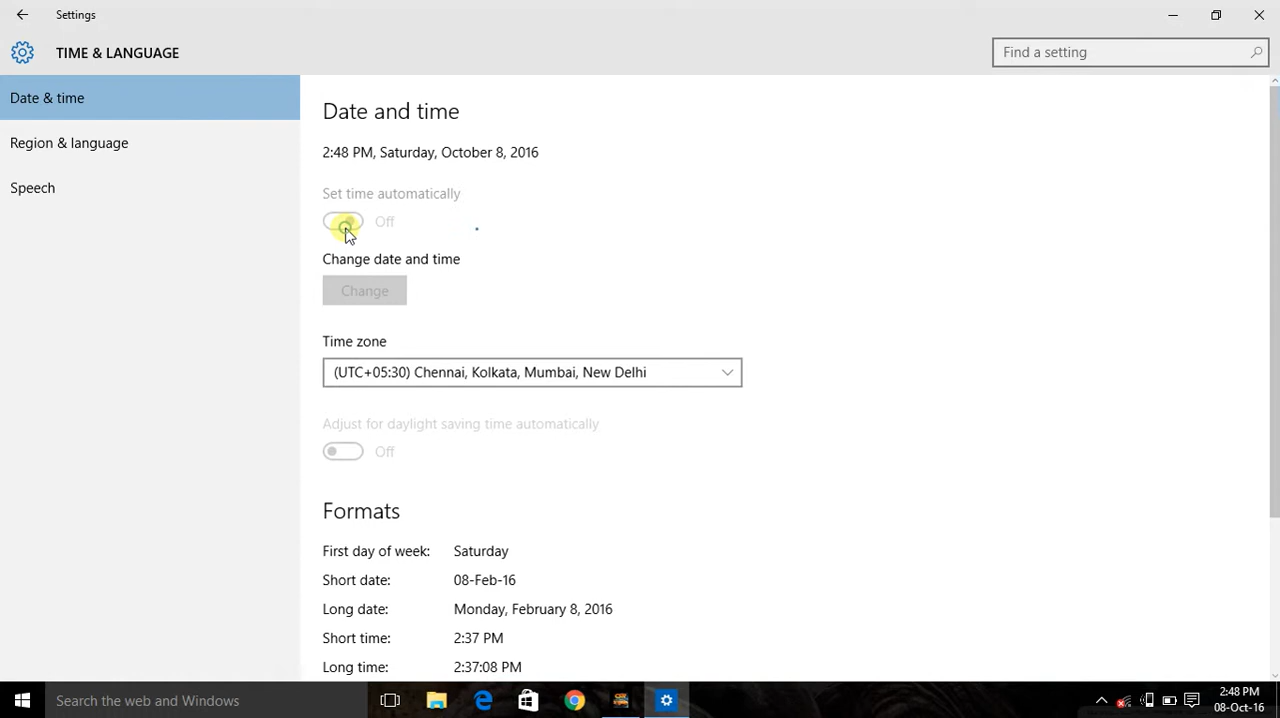 Settings
TIME & LANGUAGE
Find a setting
Date & time
Region & language
Speech
Date and time
2:48 PM, Saturday, October 8, 2016
Set time automatically
Off
Change date and time
Change
Time zone
(UTC+05:30) Chennai, Kolkata, Mumbai, New Delhi
Adjust for daylight saving time automatically
Off
Formats
First day of week: Saturday
Short date: 08-Feb-16
Long date: Monday, February 8, 2016
Short time: 2:37 PM
Long time: 2:37:08 PM
Search the web and Windows
2:48 PM
08-Oct-16